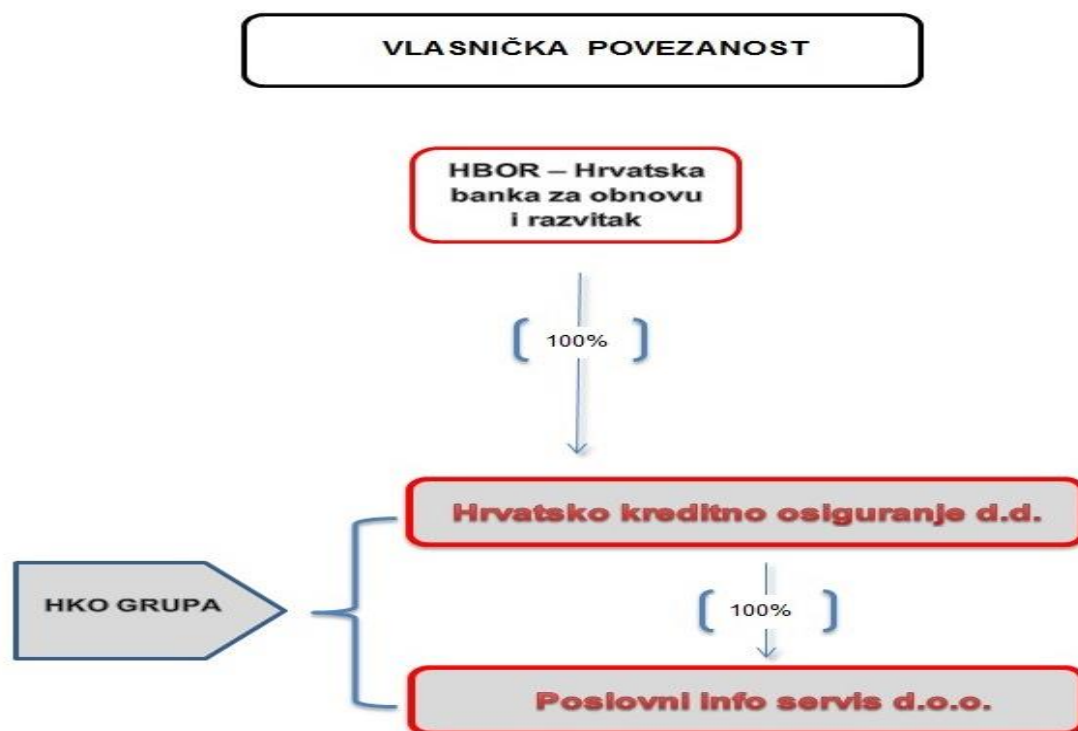 VLASNIČKA POVEZANOST
HBOR – Hrvatska
banka za obnovu
i razvitak
100%
Hrvatsko kreditno osiguranje d.d.
HKO GRUPA
100%
Poslovni info servis d.o.o.